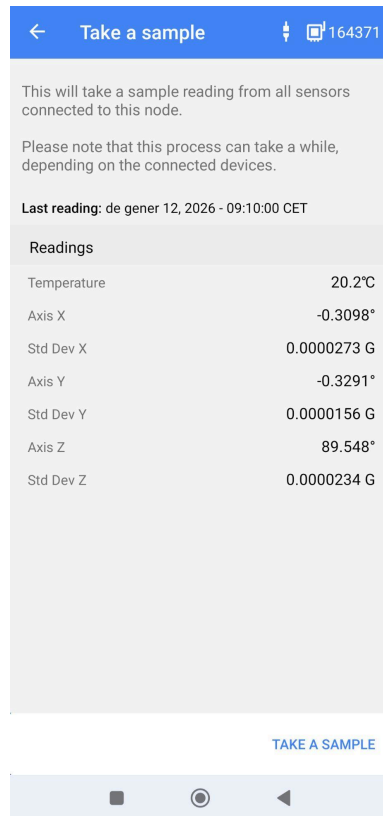 Take a sample
164371
This will take a sample reading from all sensors
connected to this node.
Please note that this process can take a while,
depending on the connected devices.
Last reading: de gener 12, 2026 - 09:10:00 CET
Readings
Temperature 20.2°C
Axis X -0.3098°
Std Dev X 0.0000273 G
Axis Y -0.3291°
Std Dev Y 0.0000156 G
Axis Z 89.548°
Std Dev Z 0.0000234 G
TAKE A SAMPLE